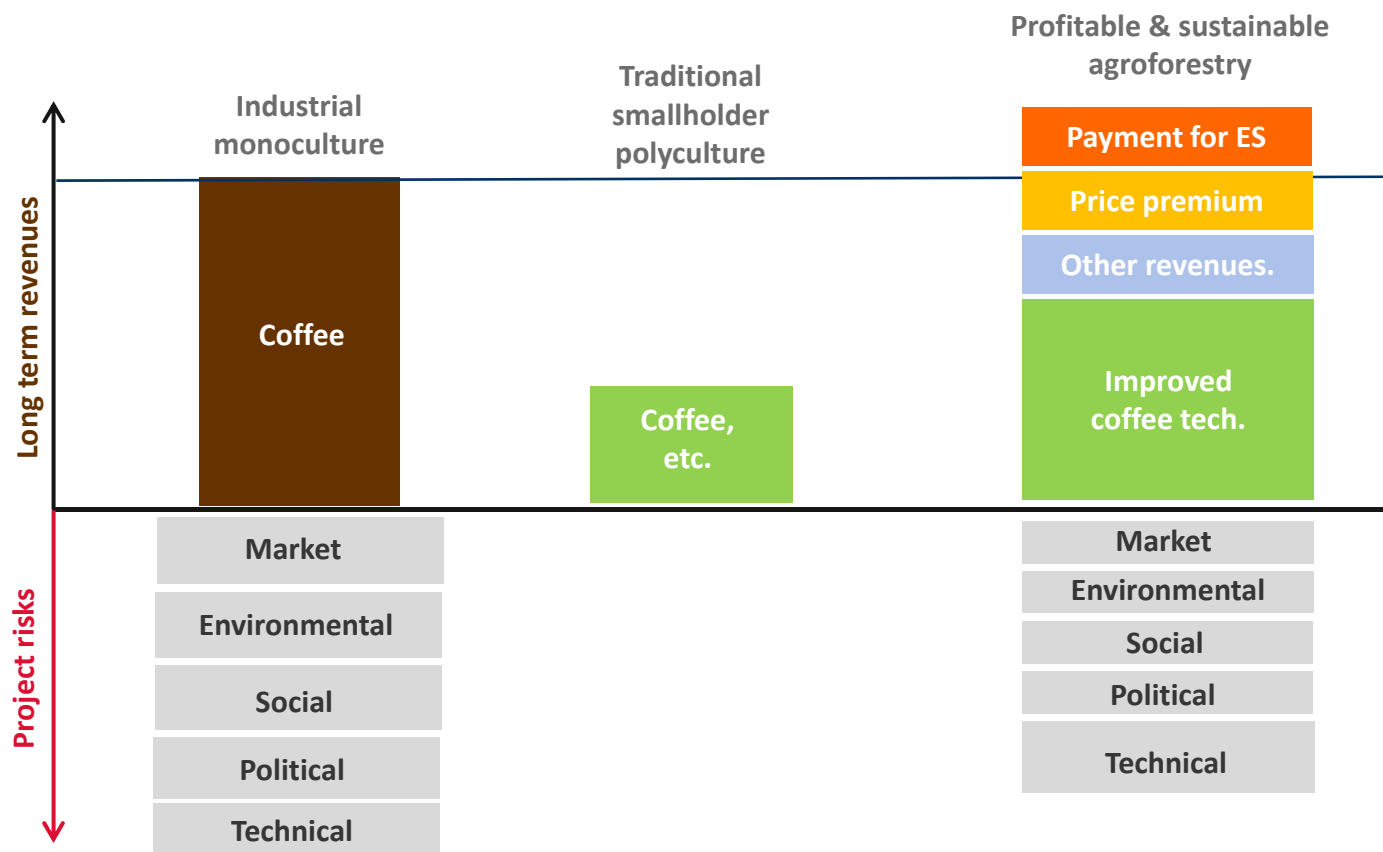 Profitable & sustainable
agroforestry
Traditional
smallholder
polyculture
Industrial
monoculture
Long term revenues
Project risks
Coffee
Coffee,
etc.
Payment for ES
Price premium
Other revenues.
Improved
coffee tech.
Market
Environmental
Social
Political
Technical
Market
Environmental
Social
Political
Technical